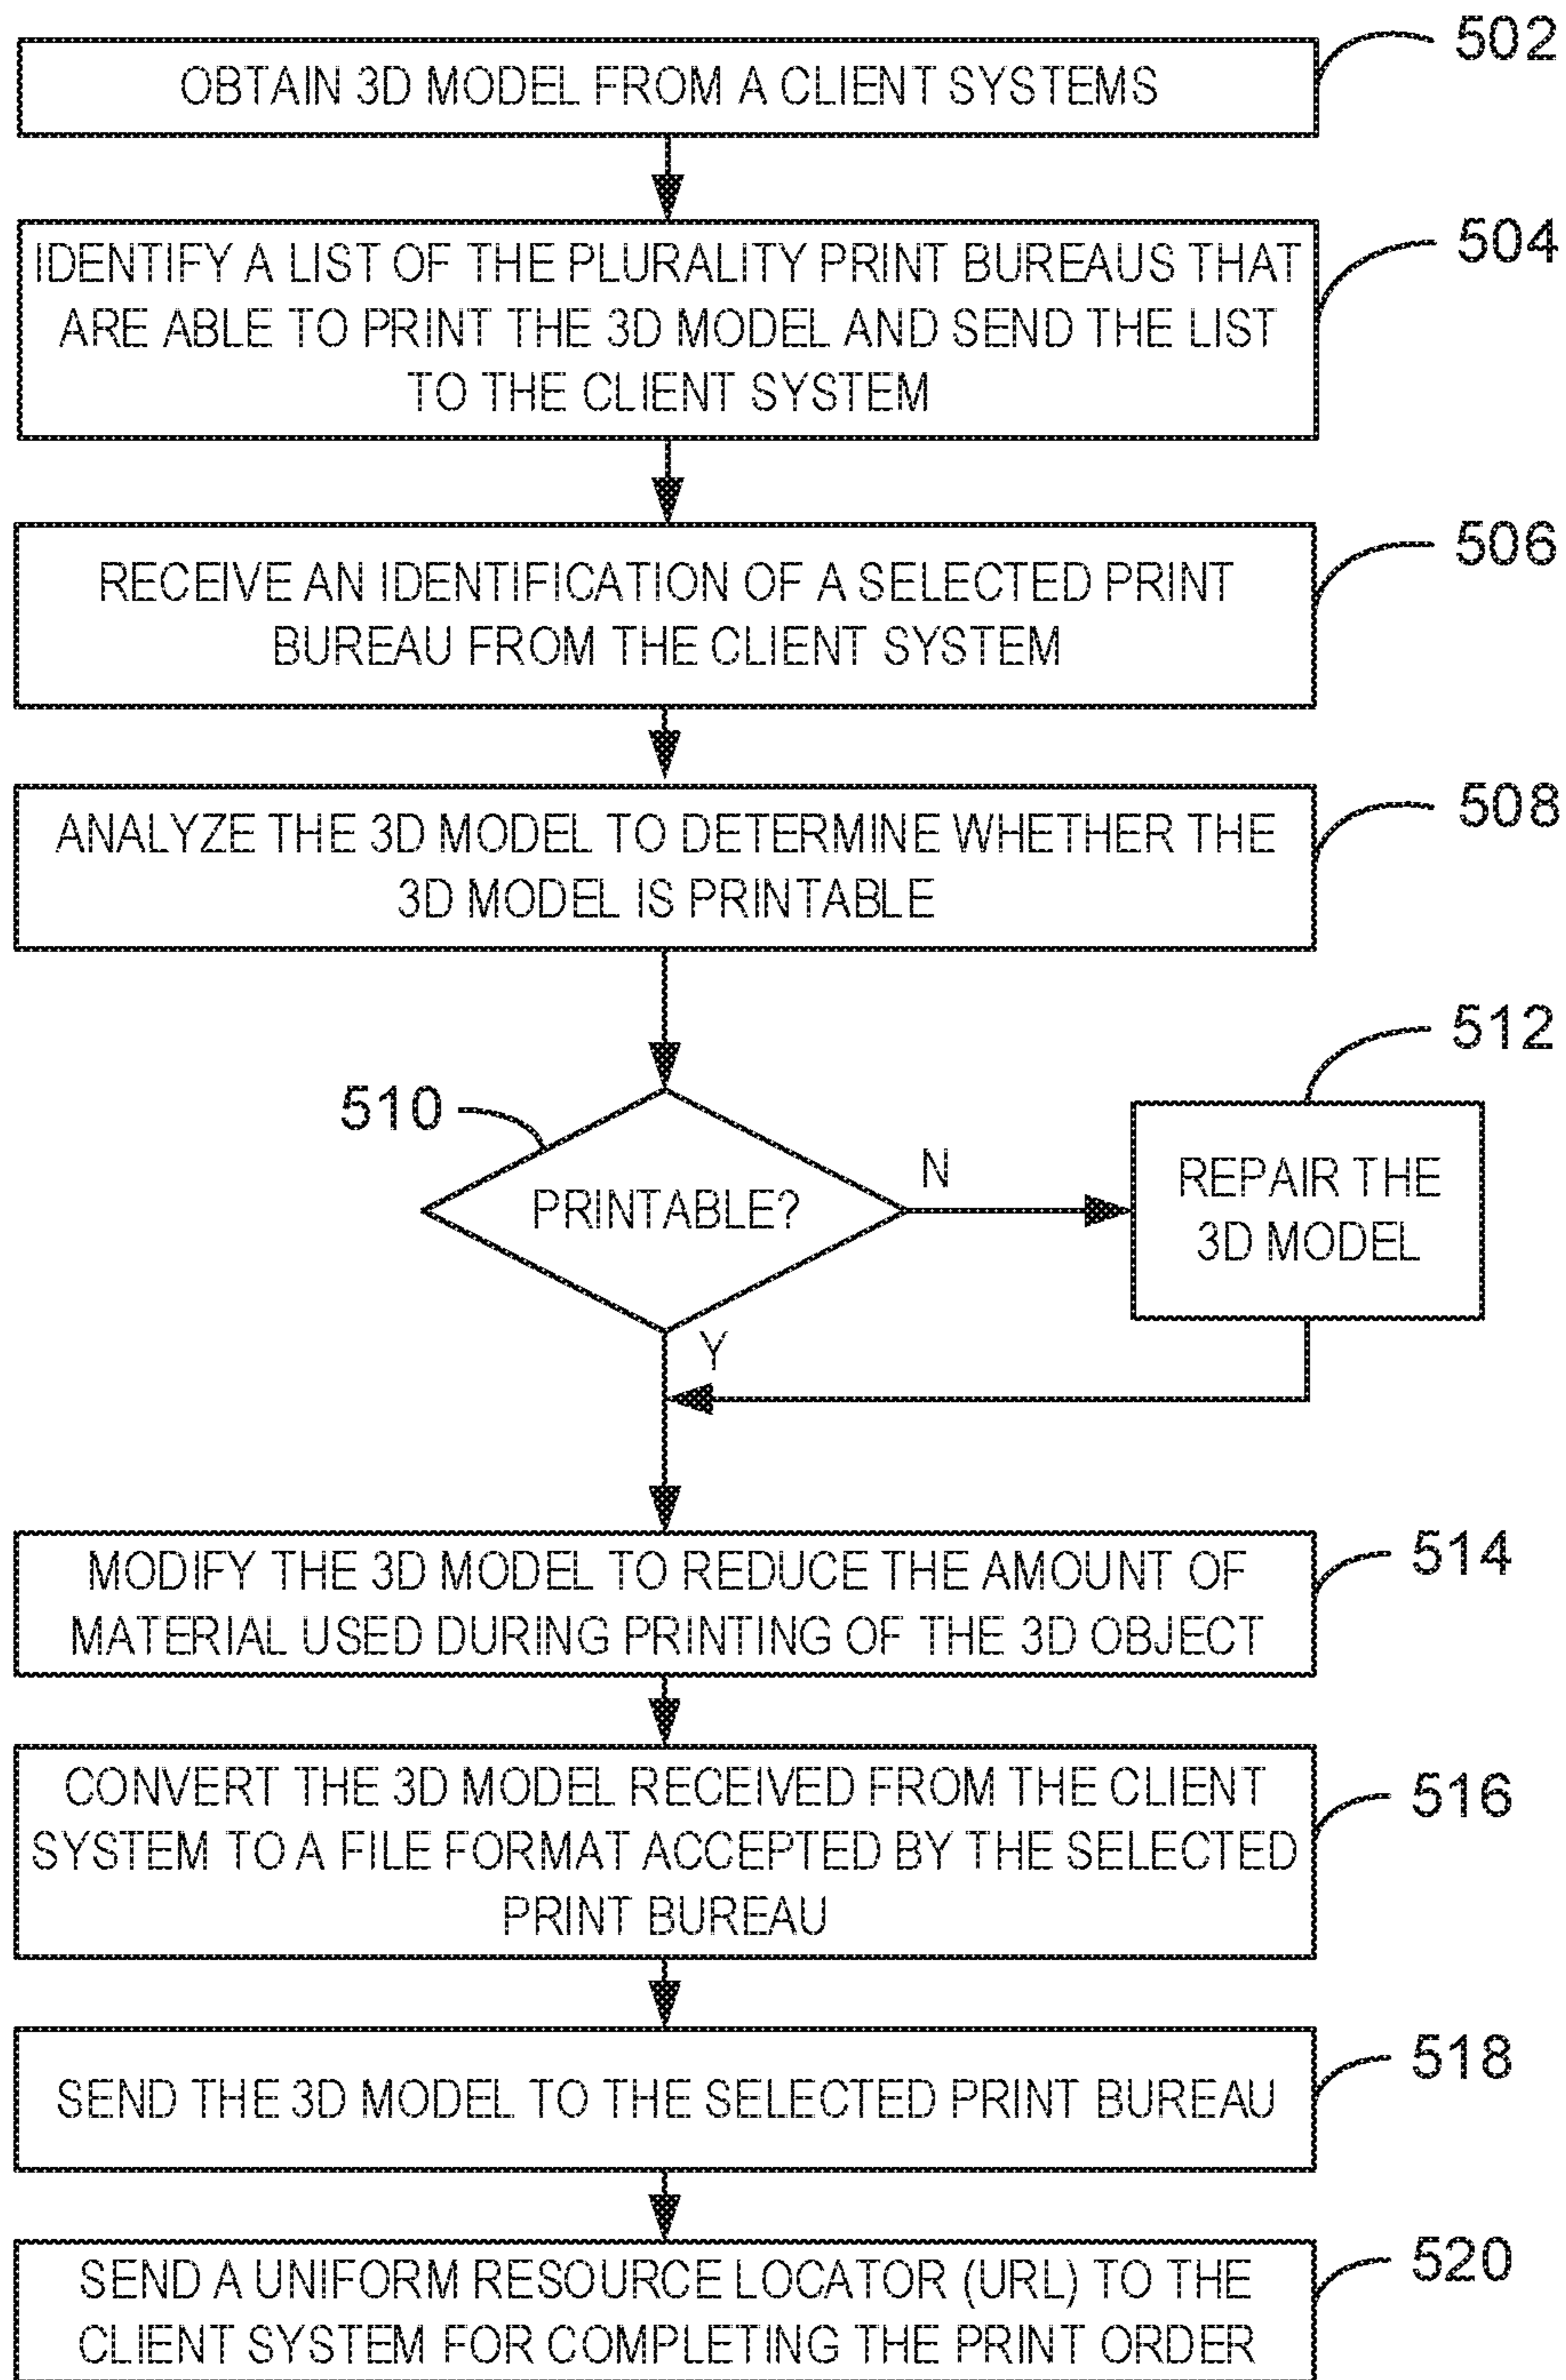 502
OBTAIN 3D MODEL FROM A CLIENT SYSTEMS
504
IDENTIFY A LIST OF THE PLURALITY PRINT BUREAUS THAT
ARE ABLE TO PRINT THE 3D MODEL AND SEND THE LIST
TO THE CLIENT SYSTEM
506
RECEIVE AN IDENTIFICATION OF A SELECTED PRINT
BUREAU FROM THE CLIENT SYSTEM
508
ANALYZE THE 3D MODEL TO DETERMINE WHETHER THE
3D MODEL IS PRINTABLE
510
PRINTABLE?
N
512
REPAIR THE
3D MODEL
Y
514
MODIFY THE 3D MODEL TO REDUCE THE AMOUNT OF
MATERIAL USED DURING PRINTING OF THE 3D OBJECT
516
CONVERT THE 3D MODEL RECEIVED FROM THE CLIENT
SYSTEM TO A FILE FORMAT ACCEPTED BY THE SELECTED
PRINT BUREAU
518
SEND THE 3D MODEL TO THE SELECTED PRINT BUREAU
520
SEND A UNIFORM RESOURCE LOCATOR (URL) TO THE
CLIENT SYSTEM FOR COMPLETING THE PRINT ORDER